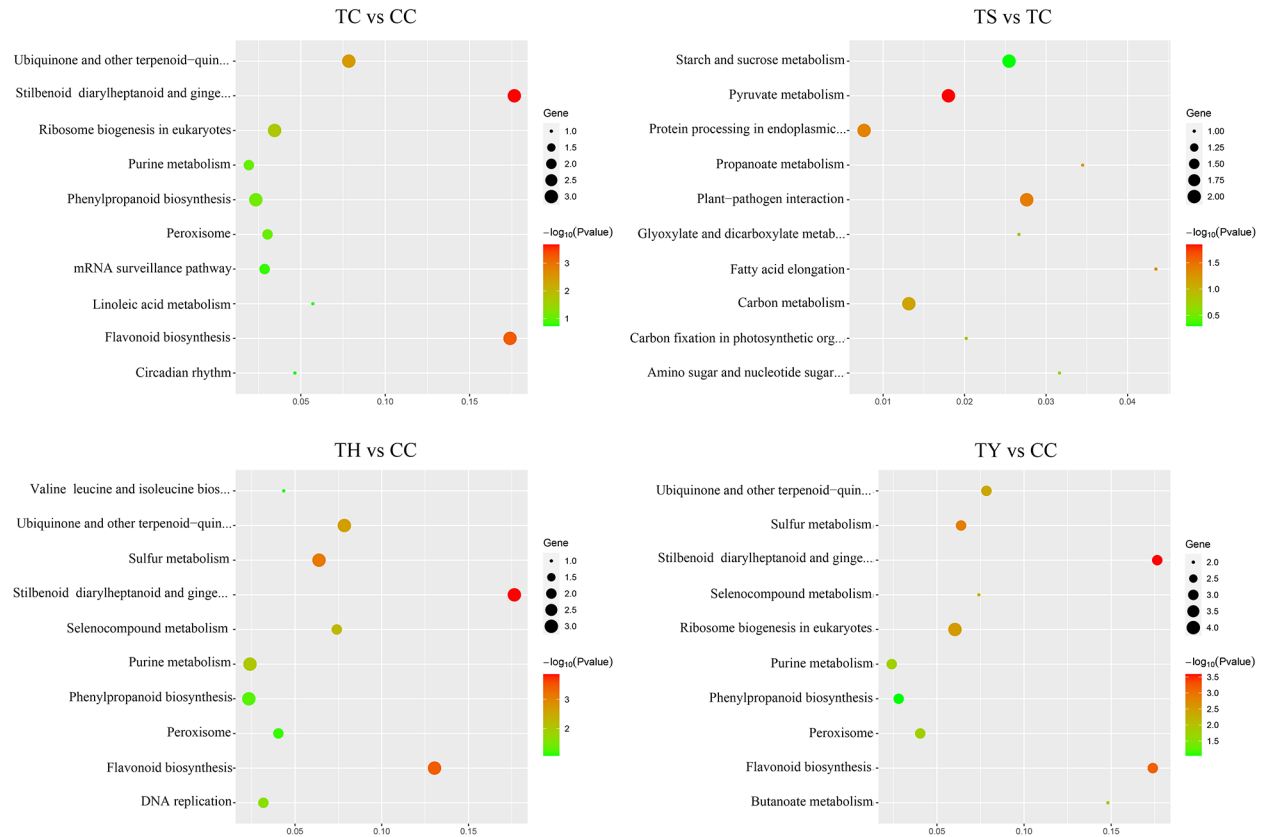 TC vs CC
Ubiquinone and other terpenoid−quin...
Stilbenoid diarylheptanoid and ginge...
Ribosome biogenesis in eukaryotes
Purine metabolism
Phenylpropanoid biosynthesis
Peroxisome
mRNA surveillance pathway
Linoleic acid metabolism
Flavonoid biosynthesis
Circadian rhythm
0.05
0.10
0.15
Gene
1.0
1.5
2.0
2.5
3.0
−log10(Pvalue)
3
2
1
TS vs TC
Starch and sucrose metabolism
Pyruvate metabolism
Protein processing in endoplasmic...
Propanoate metabolism
Plant−pathogen interaction
Glyoxylate and dicarboxylate metab...
Fatty acid elongation
Carbon metabolism
Carbon fixation in photosynthetic org...
Amino sugar and nucleotide sugar...
0.01
0.02
0.03
0.04
Gene
1.00
1.25
1.50
1.75
2.00
−log10(Pvalue)
1.5
1.0
0.5
TH vs CC
Valine leucine and isoleucine bios...
Ubiquinone and other terpenoid−quin...
Sulfur metabolism
Stilbenoid diarylheptanoid and ginge...
Selenocompound metabolism
Purine metabolism
Phenylpropanoid biosynthesis
Peroxisome
Flavonoid biosynthesis
DNA replication
0.05
0.10
0.15
Gene
1.0
1.5
2.0
2.5
3.0
−log10(Pvalue)
3
2
TY vs CC
Ubiquinone and other terpenoid−quin...
Sulfur metabolism
Stilbenoid diarylheptanoid and ginge...
Selenocompound metabolism
Ribosome biogenesis in eukaryotes
Purine metabolism
Phenylpropanoid biosynthesis
Peroxisome
Flavonoid biosynthesis
Butanoate metabolism
0.05
0.10
0.15
Gene
2.0
2.5
3.0
3.5
4.0
−log10(Pvalue)
3.5
3.0
2.5
2.0
1.5